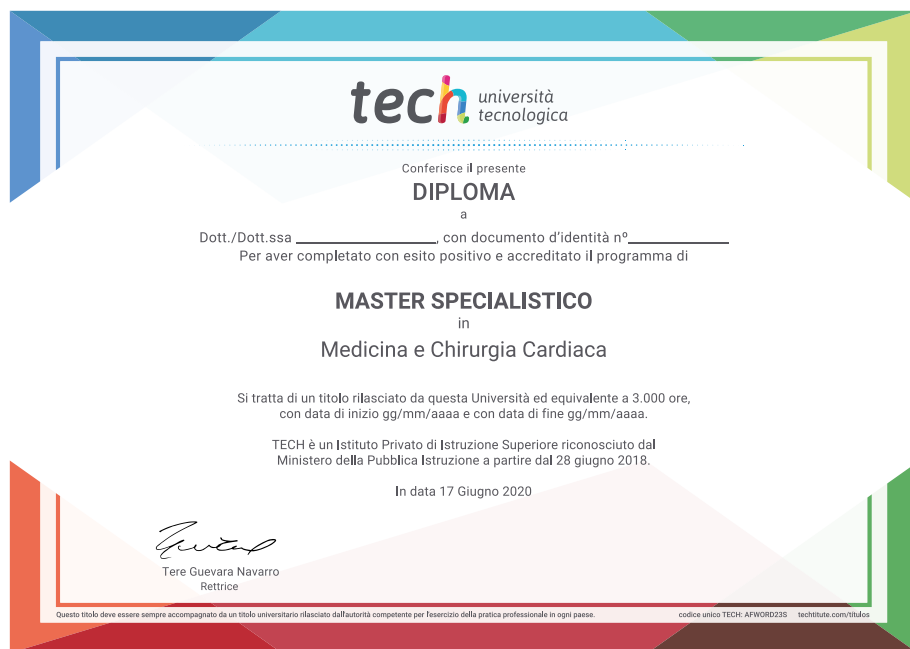 tech università
tecnologica
Conferisce il presente
DIPLOMA
a
Dott./Dott.ssa ________________, con documento d'identità nº____________
Per aver completato con esito positivo e accreditato il programma di
MASTER SPECIALISTICO
in
Medicina e Chirurgia Cardiaca
Si tratta di un titolo rilasciato da questa Università ed equivalente a 3.000 ore,
con data di inizio gg/mm/aaaa e con data di fine gg/mm/aaaa.
TECH è un Istituto Privato di Istruzione Superiore riconosciuto dal
Ministero della Pubblica Istruzione a partire dal 28 giugno 2018.
In data 17 Giugno 2020
Tere Guevara Navarro
Rettrice
Questo titolo deve essere sempre accompagnato da un titolo universitario rilasciato dall'autorità competente per l'esercizio della pratica professionale in ogni paese. codice unico TECH: AFWORD23S techtitute.com/titulos